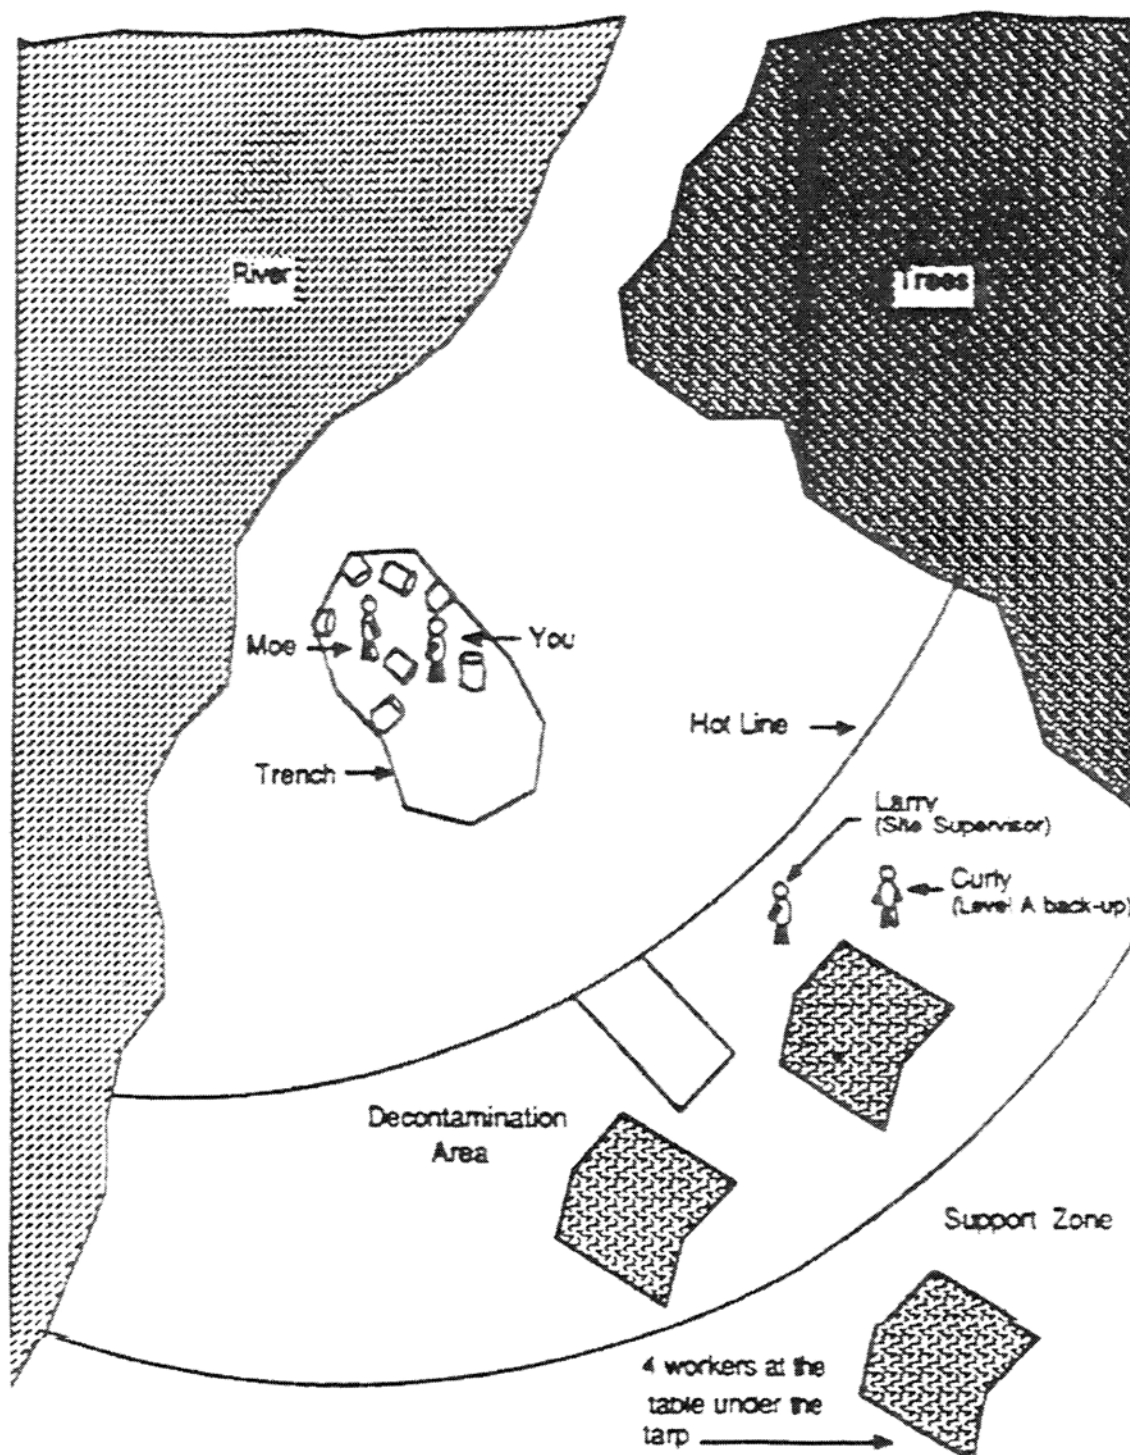 River
Trees
Moe
You
Hot Line
Trench
Larry
(Site Supervisor)
Curly
(Level A back-up)
Decontamination
Area
Support Zone
4 workers at the
table under the
tarp